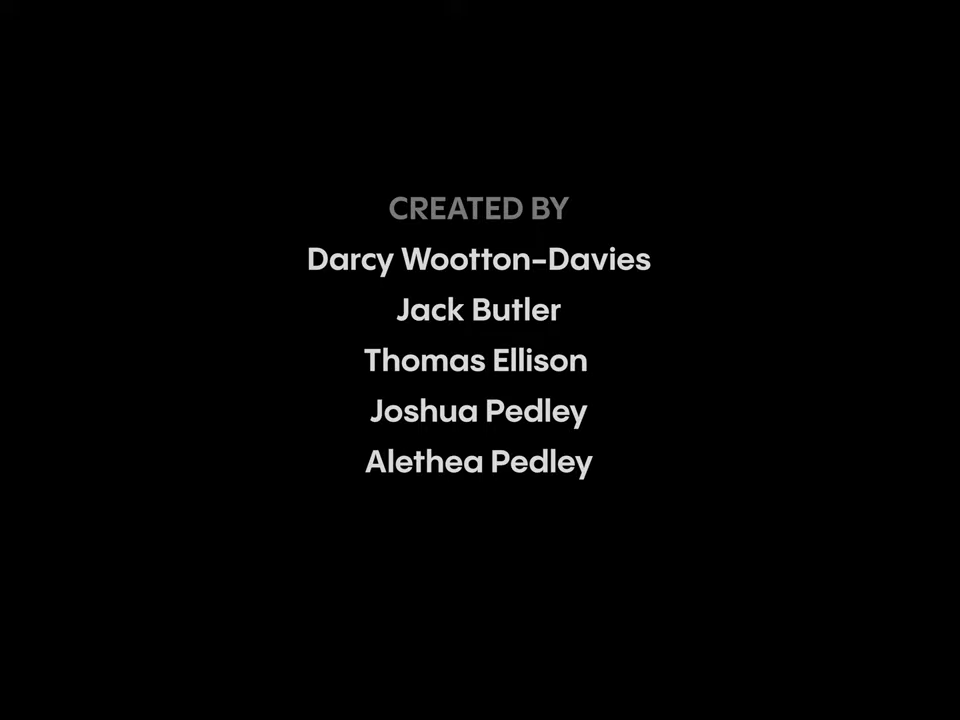 CREATED BY
Darcy Wootton-Davies
Jack Butler
Thomas Ellison
Joshua Pedley
Alethea Pedley